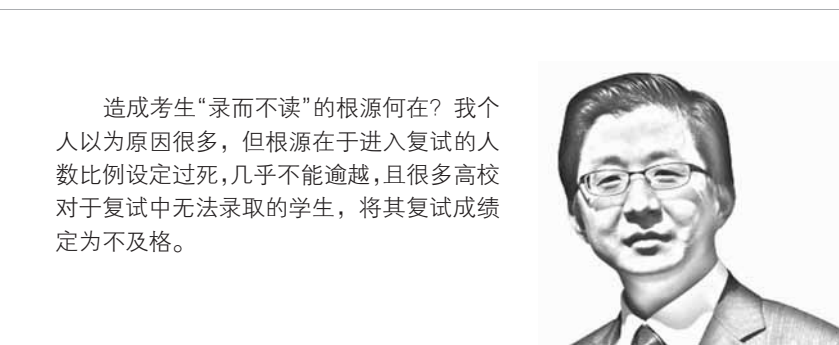 造成考生“录而不读”的根源何在？我个
人以为原因很多，但根源在于进入复试的人
数比例设定过死，几乎不能逾越，且很多高校
对于复试中无法录取的学生，将其复试成绩
定为不及格。